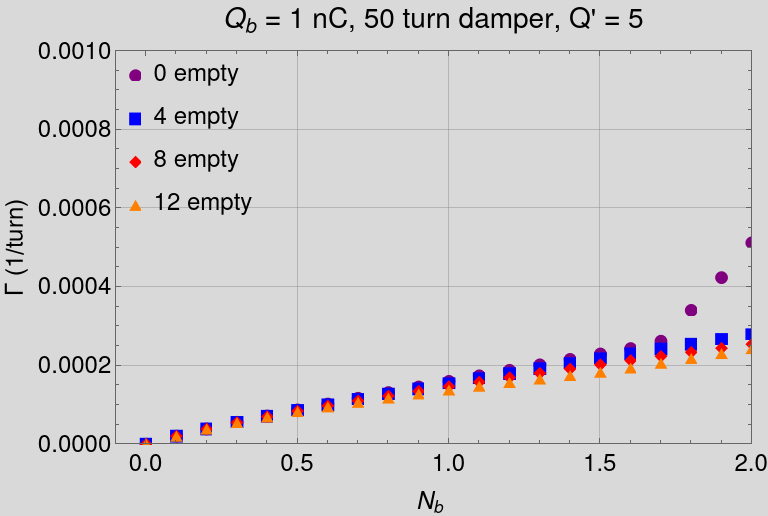 Q_b = 1 nC, 50 turn damper, Q' = 5
0.0010
0.0008
0.0006
0.0004
0.0002
0.0000
Γ (1/turn)
0 empty
4 empty
8 empty
12 empty
0.0 0.5 1.0 1.5 2.0
N_b